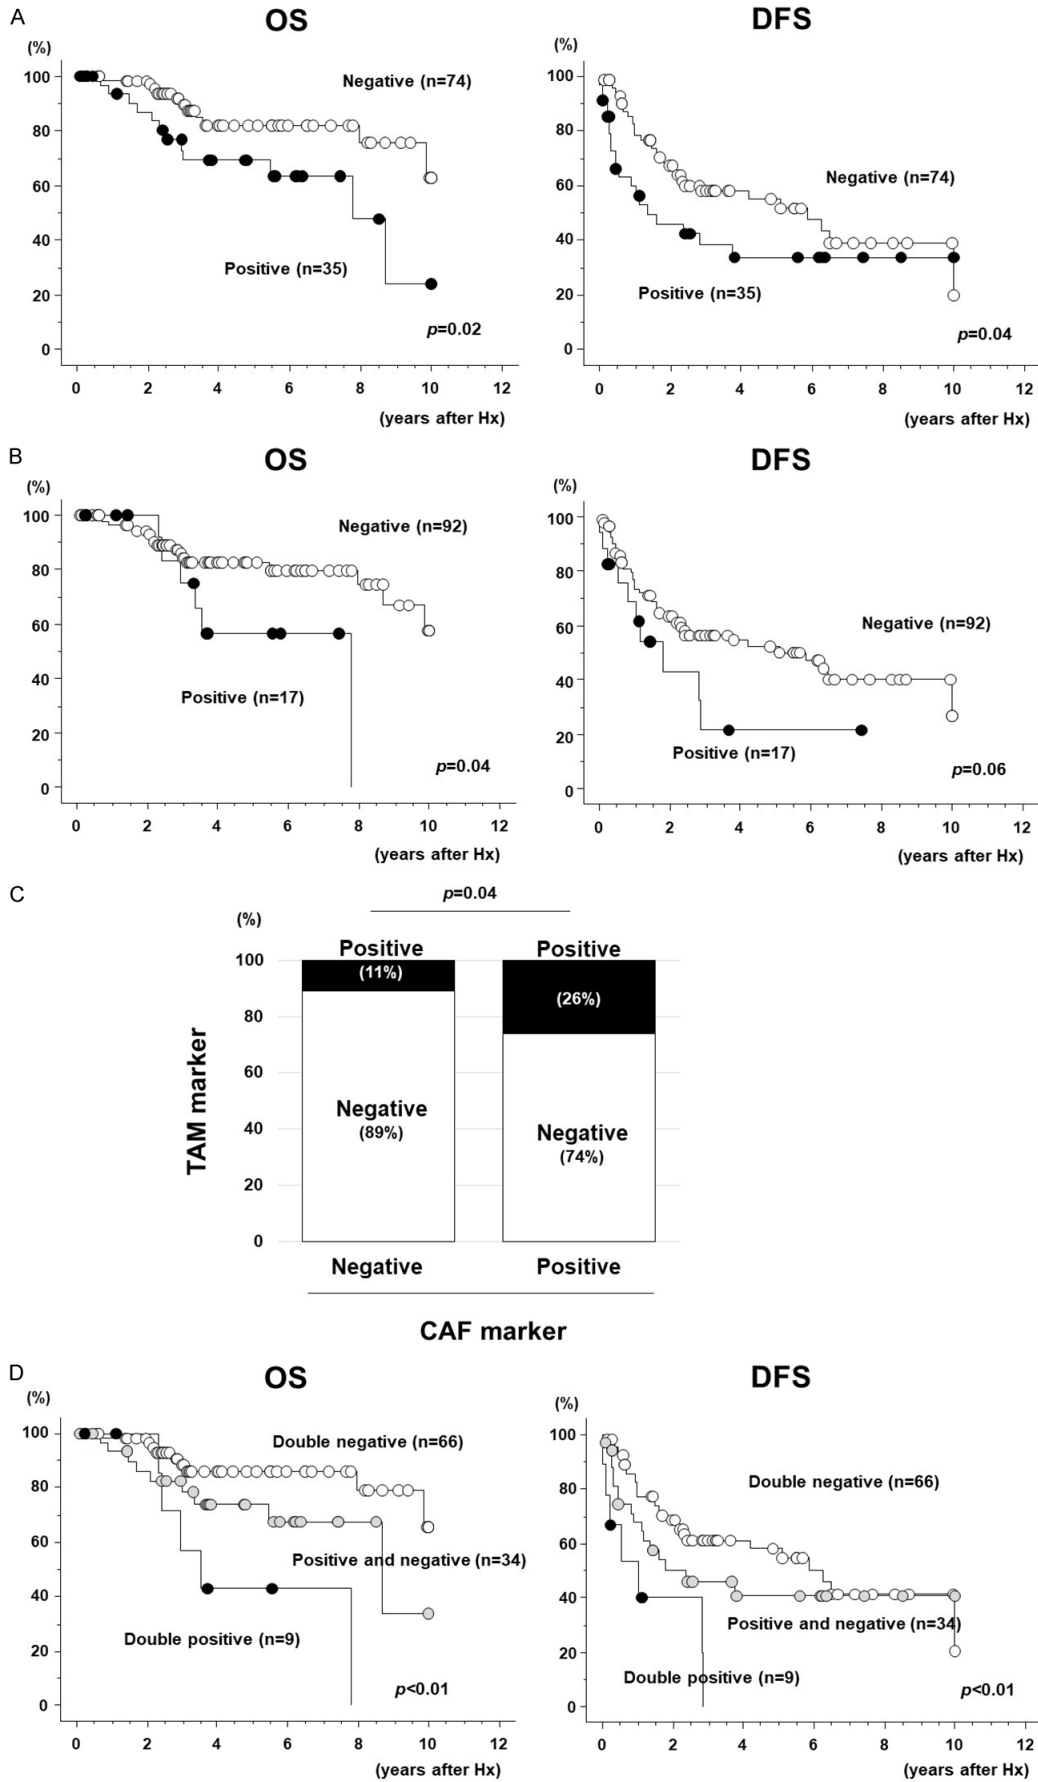 A
OS
(%)
100
80
60
40
20
0
Negative (n=74)
Positive (n=35)
p=0.02
0 2 4 6 8 10 12
(years after Hx)
DFS
(%)
100
80
60
40
20
0
Negative (n=74)
Positive (n=35)
p=0.04
0 2 4 6 8 10 12
(years after Hx)
B
OS
(%)
100
80
60
40
20
0
Negative (n=92)
Positive (n=17)
p=0.04
0 2 4 6 8 10 12
(years after Hx)
DFS
(%)
100
80
60
40
20
0
Negative (n=92)
Positive (n=17)
p=0.06
0 2 4 6 8 10 12
(years after Hx)
C
p=0.04
(%)
100
80
60
40
20
0
TAM marker
Positive
(11%)
Negative
(89%)
Positive
(26%)
Negative
(74%)
Negative Positive
CAF marker
D
OS
(%)
100
80
60
40
20
0
Double negative (n=66)
Positive and negative (n=34)
Double positive (n=9)
p<0.01
0 2 4 6 8 10 12
(years after Hx)
DFS
(%)
100
80
60
40
20
0
Double negative (n=66)
Positive and negative (n=34)
Double positive (n=9)
p<0.01
0 2 4 6 8 10 12
(years after Hx)